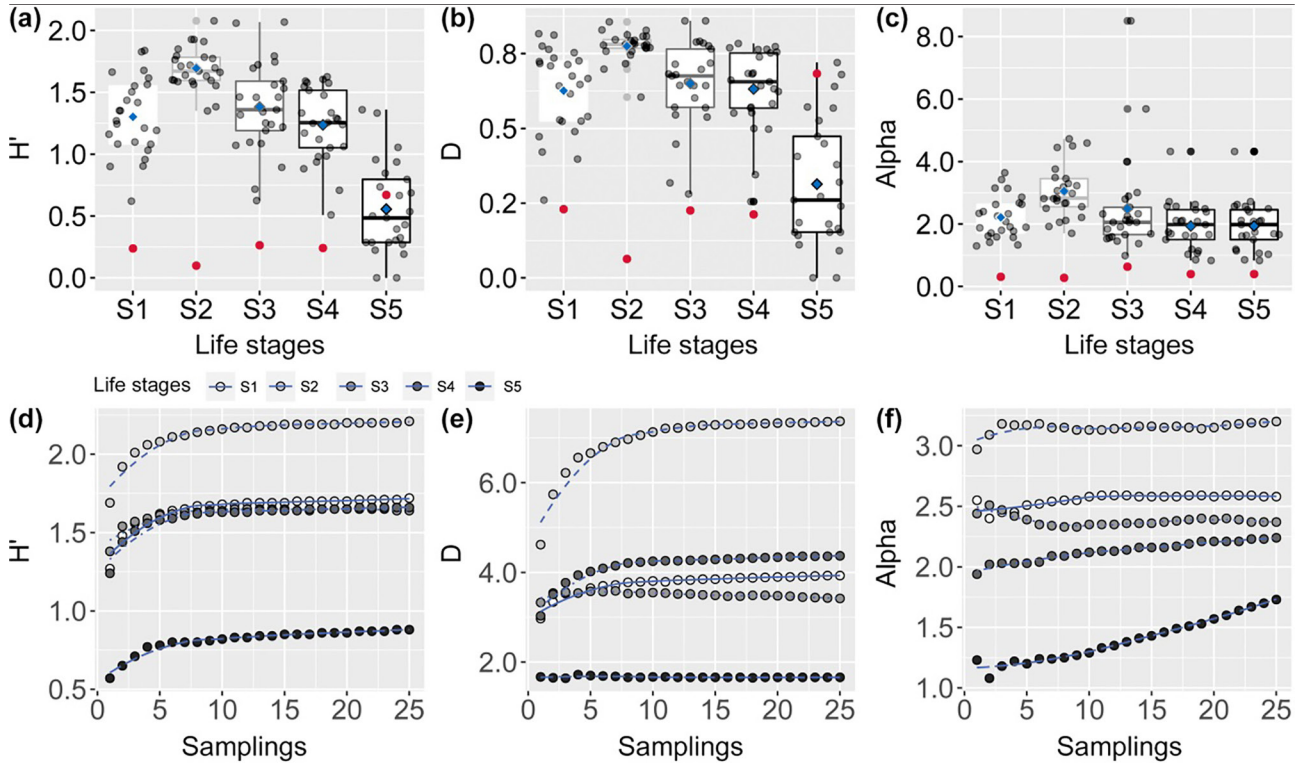 (a)
H'
2.0
1.5
1.0
0.5
0.0
S1 S2 S3 S4 S5
Life stages
(b)
D
0.8
0.5
0.2
0.0
S1 S2 S3 S4 S5
Life stages
(c)
Alpha
8.0
6.0
4.0
2.0
0.0
S1 S2 S3 S4 S5
Life stages
Life stages S1 S2 S3 S4 S5
(d)
H'
2.0
1.5
1.0
0.5
0 5 10 15 20 25
Samplings
(e)
D
6.0
4.0
2.0
0 5 10 15 20 25
Samplings
(f)
Alpha
3.0
2.5
2.0
1.5
1.0
0 5 10 15 20 25
Samplings